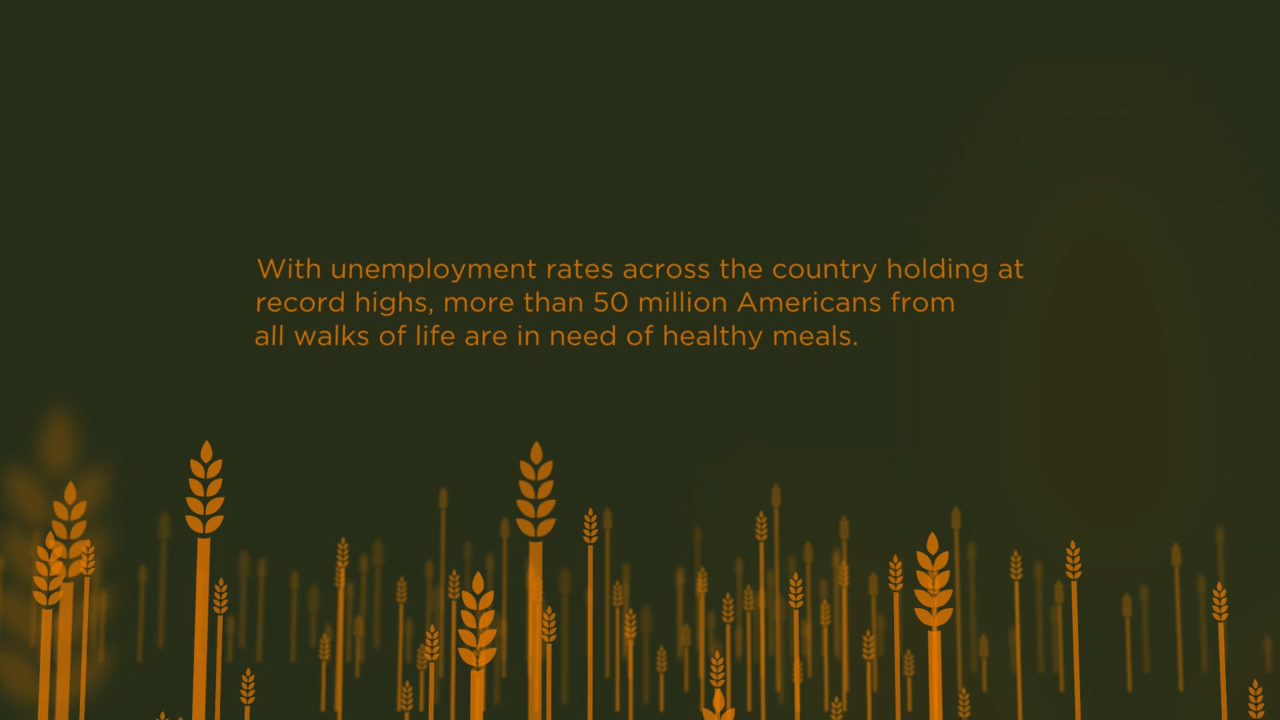 With unemployment rates across the country holding at
record highs, more than 50 million Americans from
all walks of life are in need of healthy meals.